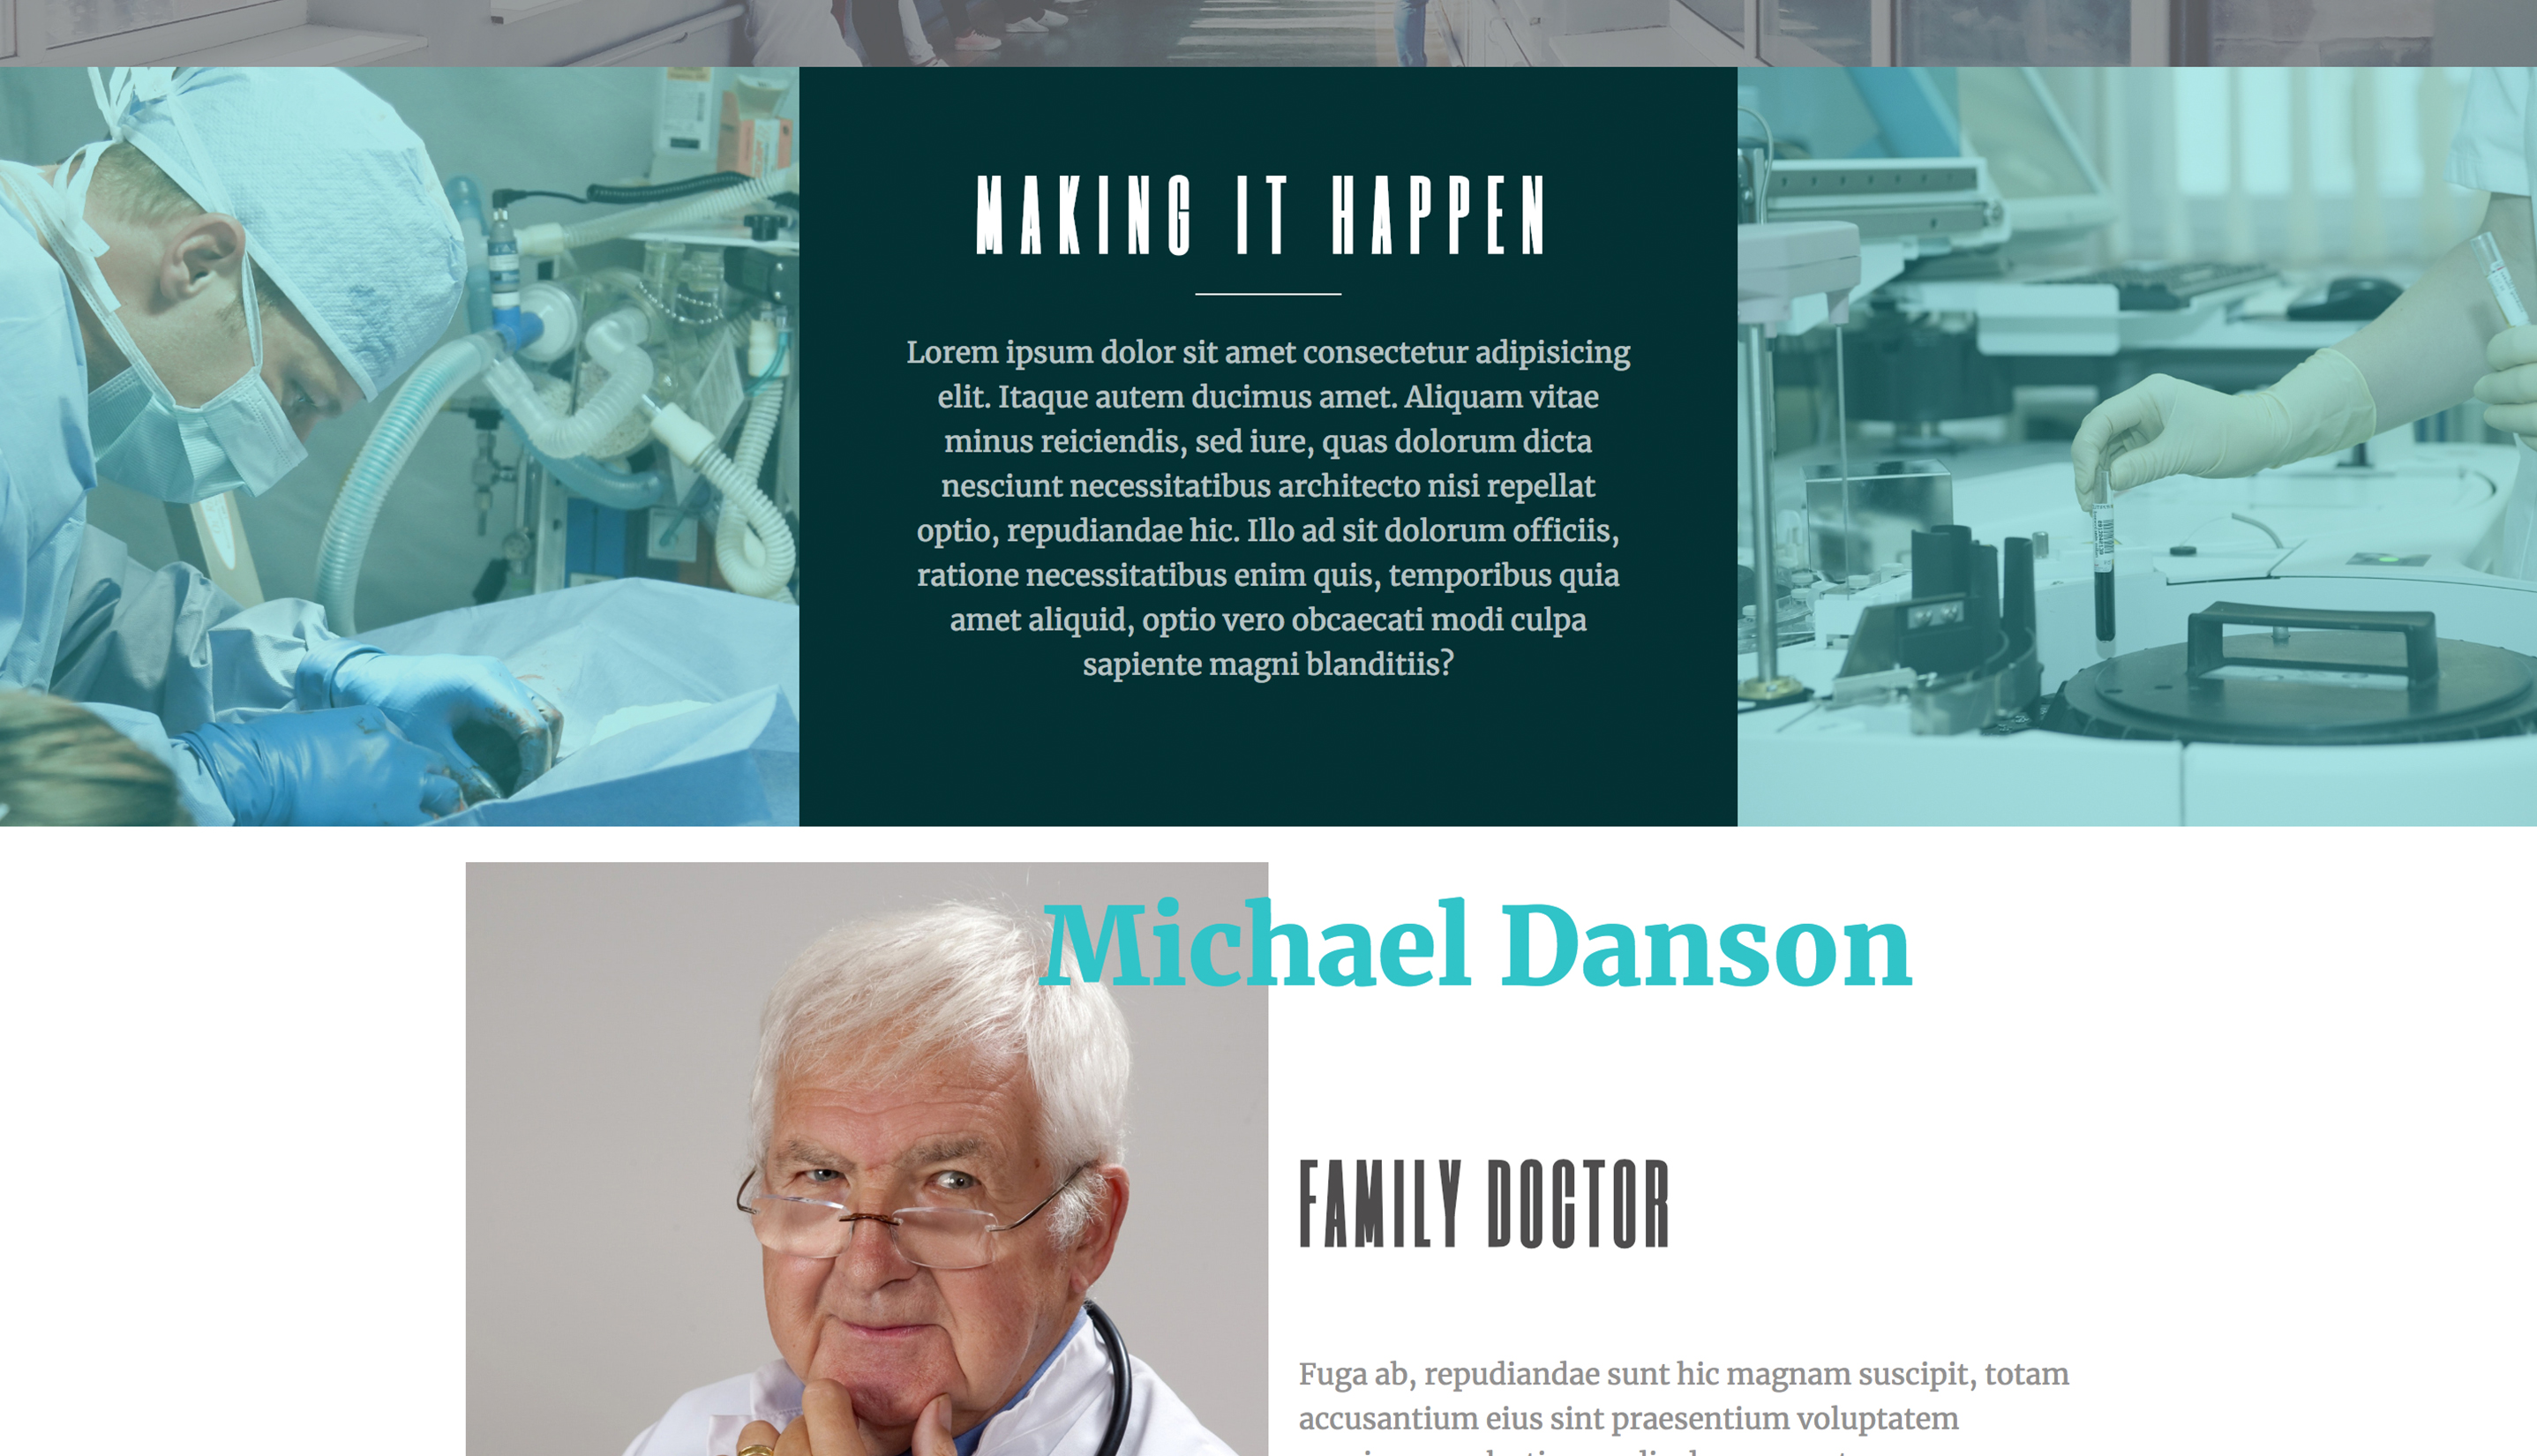 MAKING IT HAPPEN
Lorem ipsum dolor sit amet consectetur adipisicing
elit. Itaque autem ducimus amet. Aliquam vitae
minus reiciendis, sed iure, quas dolorum dicta
nesciunt necessitatibus architecto nisi repellat
optio, repudiandae hic. Illo ad sit dolorum officiis,
ratione necessitatibus enim quis, temporibus quia
amet aliquid, optio vero obcaecati modi culpa
sapiente magni blanditiis?
Michael Danson
FAMILY DOCTOR
Fuga ab, repudiandae sunt hic magnam suscipit, totam
accusantium eius sint praesentium voluptatem